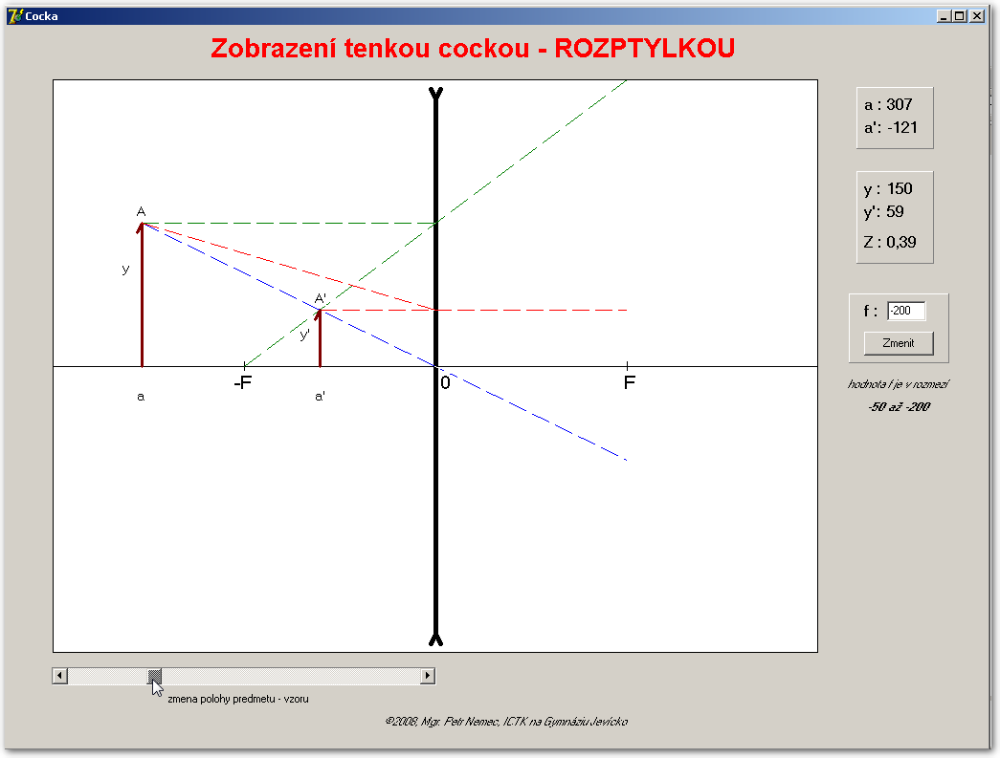 Cocka
Zobrazení tenkou cockou - ROZPTYLKOU
a : 307
a': -121
y : 150
y': 59
Z : 0,39
f : -200
Zmenit
hodnota f je v rozmezí
-50 až -200
A
y
A'
y'
-F
0
F
a
a'
zmena polohy predmetu - vzoru
©2008, Mgr. Petr Nemec, ICTK na Gymnáziu Jevícko